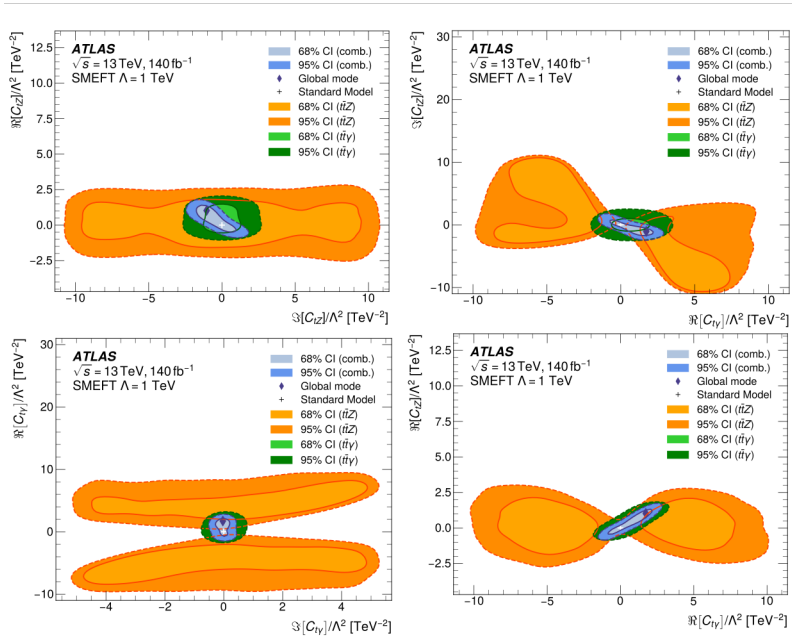 ATLAS
√s = 13 TeV, 140 fb⁻¹
SMEFT Λ = 1 TeV
68% CI (comb.)
95% CI (comb.)
Global mode
Standard Model
68% CI (tt̄Z)
95% CI (tt̄Z)
68% CI (tt̄γ)
95% CI (tt̄γ)
ℜ[C_tZ]/Λ² [TeV⁻²]
12.5
10.0
7.5
5.0
2.5
0.0
−2.5
−10 −5 0 5 10
ℑ[C_tZ]/Λ² [TeV⁻²]
ATLAS
√s = 13 TeV, 140 fb⁻¹
SMEFT Λ = 1 TeV
68% CI (comb.)
95% CI (comb.)
Global mode
Standard Model
68% CI (tt̄Z)
95% CI (tt̄Z)
68% CI (tt̄γ)
95% CI (tt̄γ)
ℑ[C_tZ]/Λ² [TeV⁻²]
30
20
10
0
−10
−10 −5 0 5 10
ℜ[C_tγ]/Λ² [TeV⁻²]
ATLAS
√s = 13 TeV, 140 fb⁻¹
SMEFT Λ = 1 TeV
68% CI (comb.)
95% CI (comb.)
Global mode
Standard Model
68% CI (tt̄Z)
95% CI (tt̄Z)
68% CI (tt̄γ)
95% CI (tt̄γ)
ℜ[C_tγ]/Λ² [TeV⁻²]
30
20
10
0
−10
−4 −2 0 2 4
ℑ[C_tγ]/Λ² [TeV⁻²]
ATLAS
√s = 13 TeV, 140 fb⁻¹
SMEFT Λ = 1 TeV
68% CI (comb.)
95% CI (comb.)
Global mode
Standard Model
68% CI (tt̄Z)
95% CI (tt̄Z)
68% CI (tt̄γ)
95% CI (tt̄γ)
ℜ[C_tZ]/Λ² [TeV⁻²]
12.5
10.0
7.5
5.0
2.5
0.0
−2.5
−10 −5 0 5 10
ℜ[C_tγ]/Λ² [TeV⁻²]